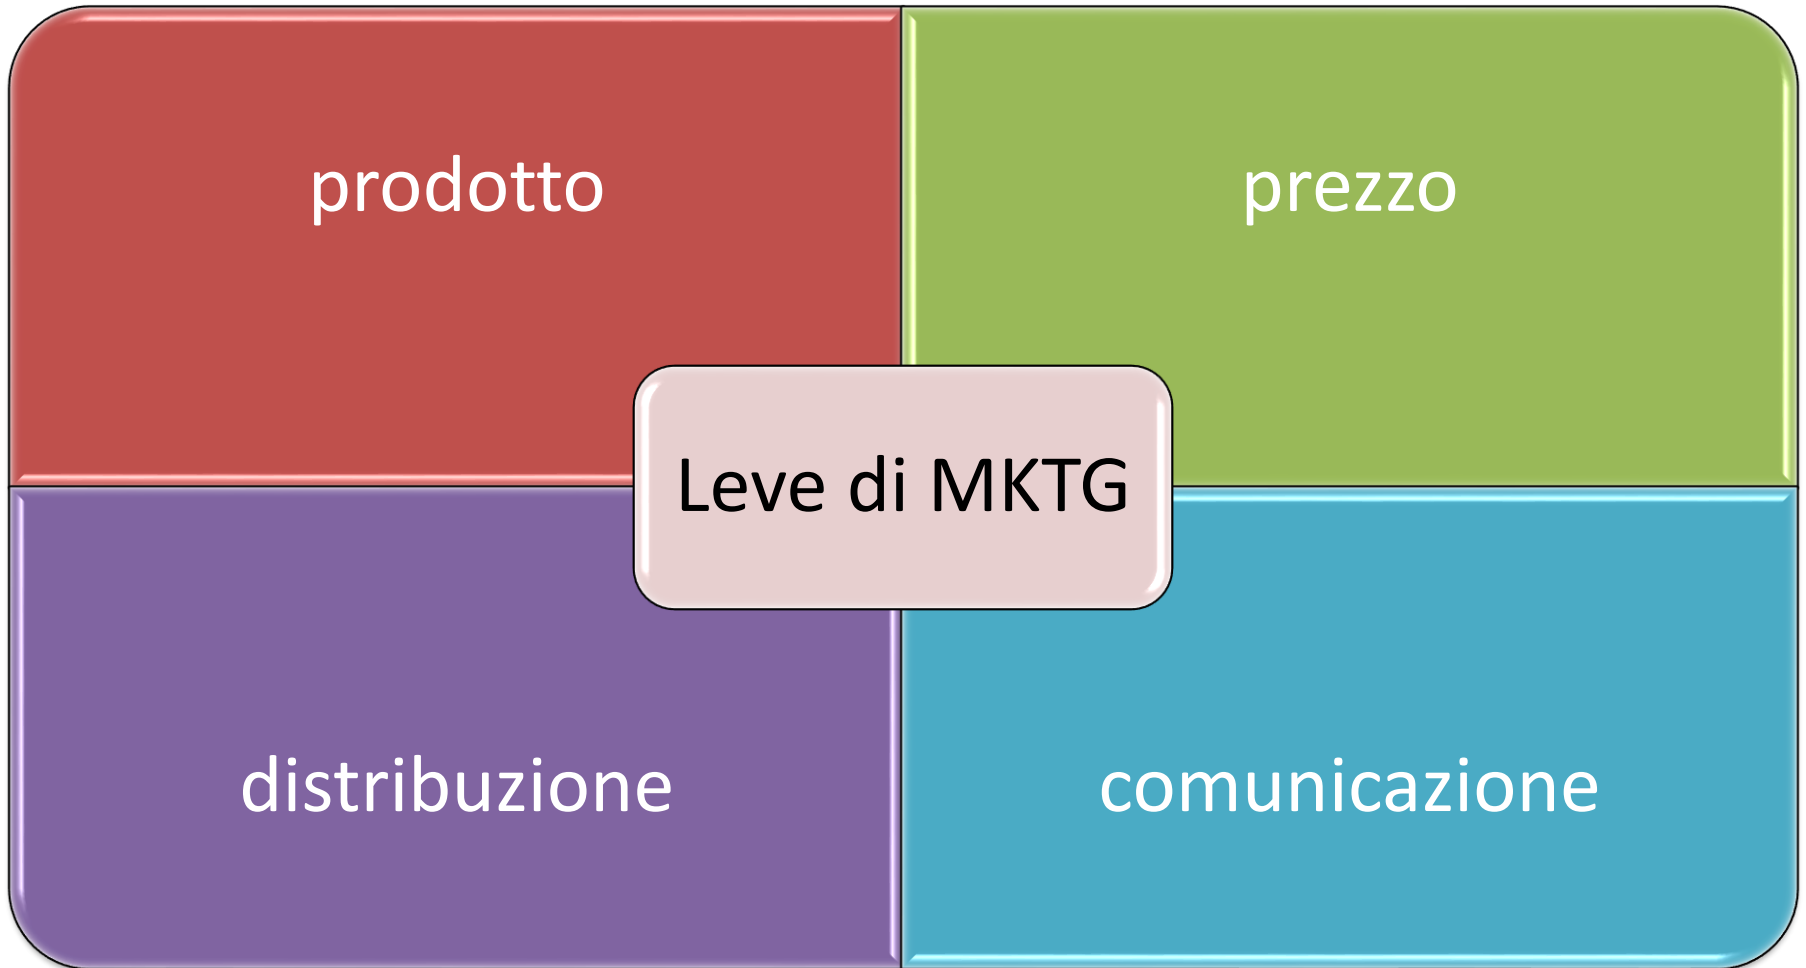 prodotto
prezzo
Leve di MKTG
distribuzione
comunicazione